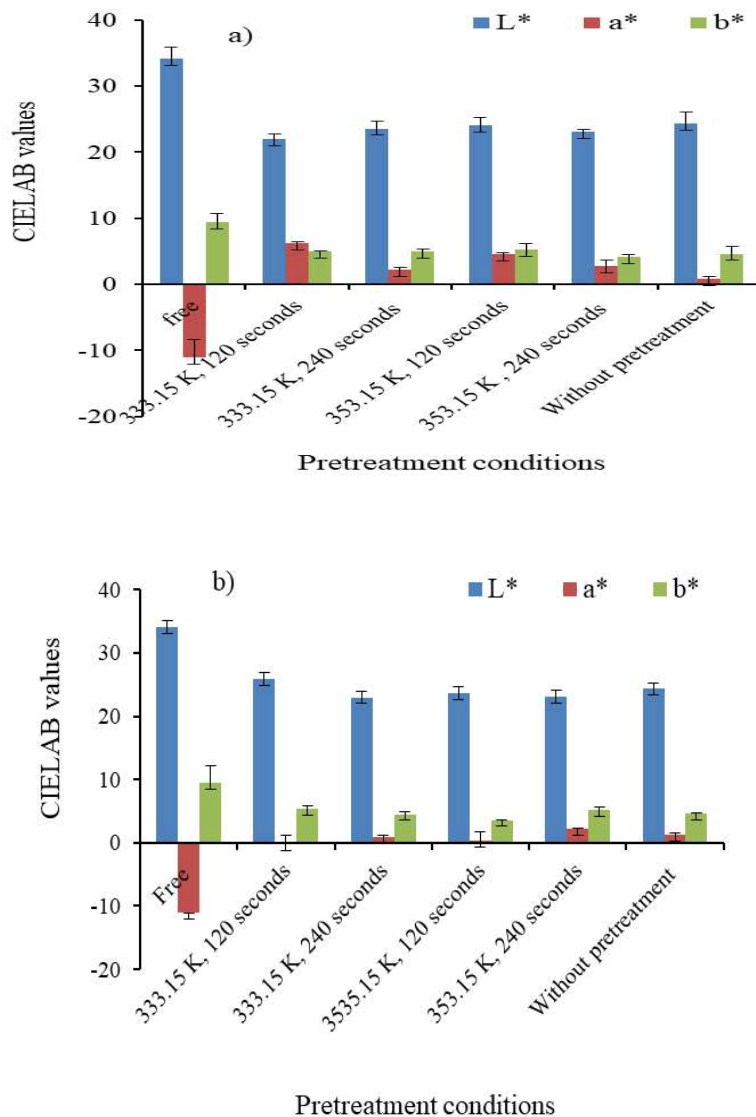 a)
L* a* b*
40
30
20
10
0
-10
-20
CIELAB values
free
333.15 K, 120 seconds
333.15 K, 240 seconds
353.15 K, 120 seconds
353.15 K , 240 seconds
Without pretreatment
Pretreatment conditions
b)
L* a* b*
40
30
20
10
0
-10
-20
CIELAB values
Free
333.15 K, 120 seconds
333.15 K, 240 seconds
3535.15 K, 120 seconds
353.15 K, 240 seconds
Without pretreatment
Pretreatment conditions